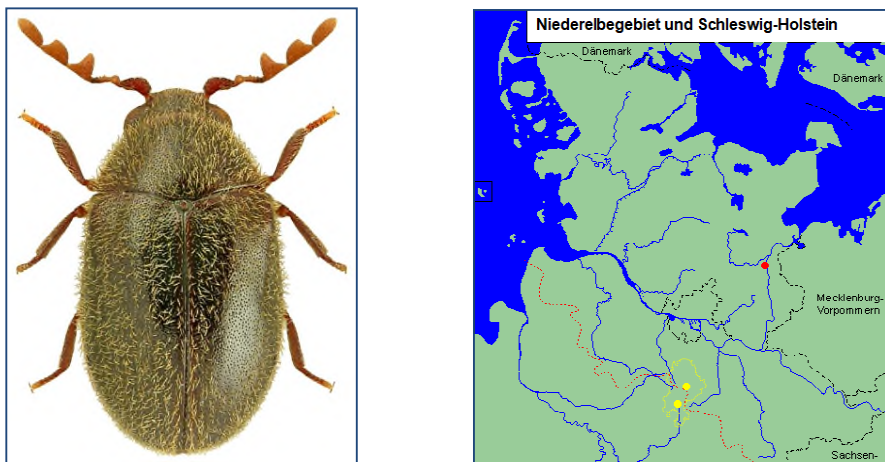 Niederelbegebiet und Schleswig-Holstein
Dänemark
Dänemark
Mecklenburg-
Vorpommern
Sachsen-